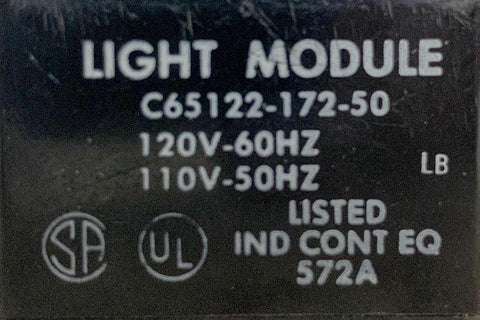 LIGHT MODULE
C65122-172-50
120V-60HZ
110V-50HZ
LB
LISTED
IND CONT EQ
572A
SA
UL